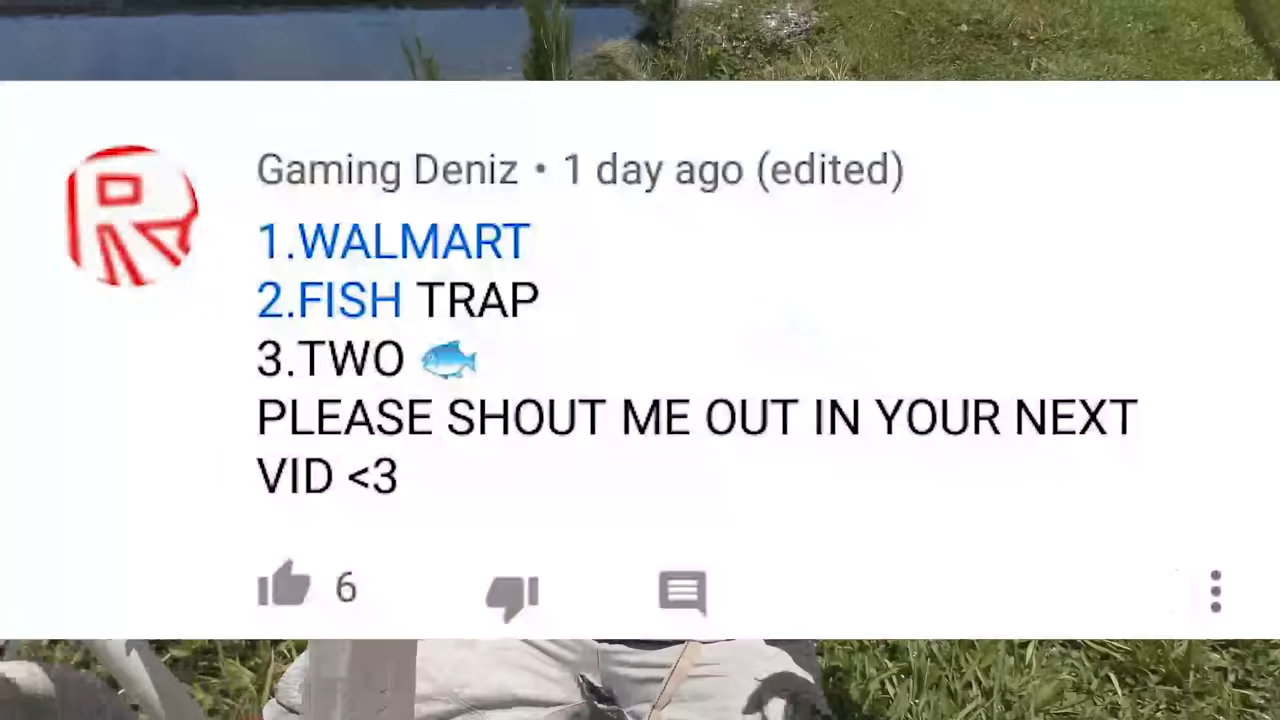 Gaming Deniz • 1 day ago (edited)
1.WALMART
2.FISH TRAP
3.TWO 🐟
PLEASE SHOUT ME OUT IN YOUR NEXT
VID <3
6